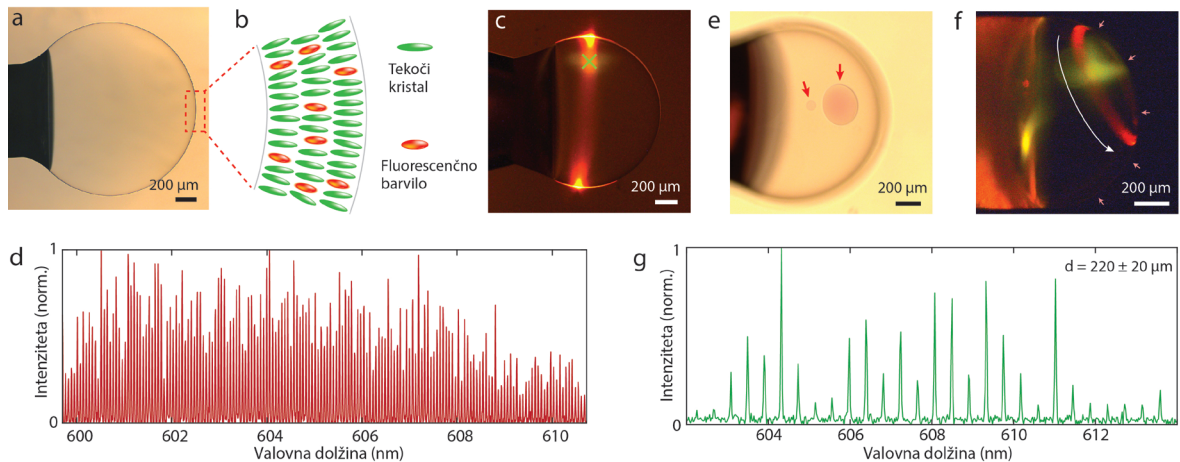 a
200 µm
b
Tekoči
kristal
Fluorescenčno
barvilo
c
200 µm
e
200 µm
f
200 µm
d
Intenziteta (norm.)
1
0
600
602
604
606
608
610
Valovna dolžina (nm)
g
Intenziteta (norm.)
1
0
d = 220 ± 20 µm
604
606
608
610
612
Valovna dolžina (nm)